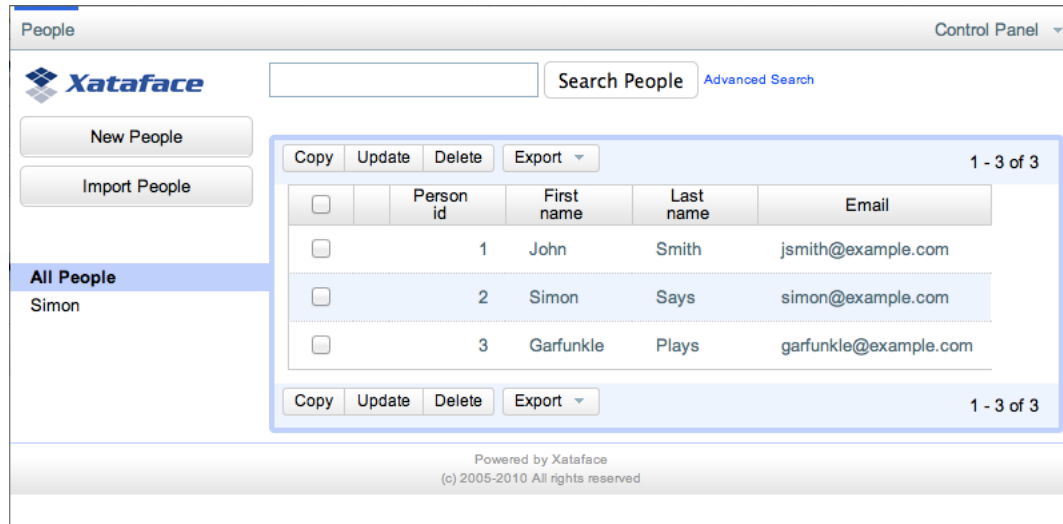 People Control Panel
Xataface Search People Advanced Search
New People
Import People
All People
Simon
Copy Update Delete Export 1 - 3 of 3
Person id First name Last name Email
1 John Smith jsmith@example.com
2 Simon Says simon@example.com
3 Garfunkle Plays garfunkle@example.com
Copy Update Delete Export 1 - 3 of 3
Powered by Xataface
(c) 2005-2010 All rights reserved